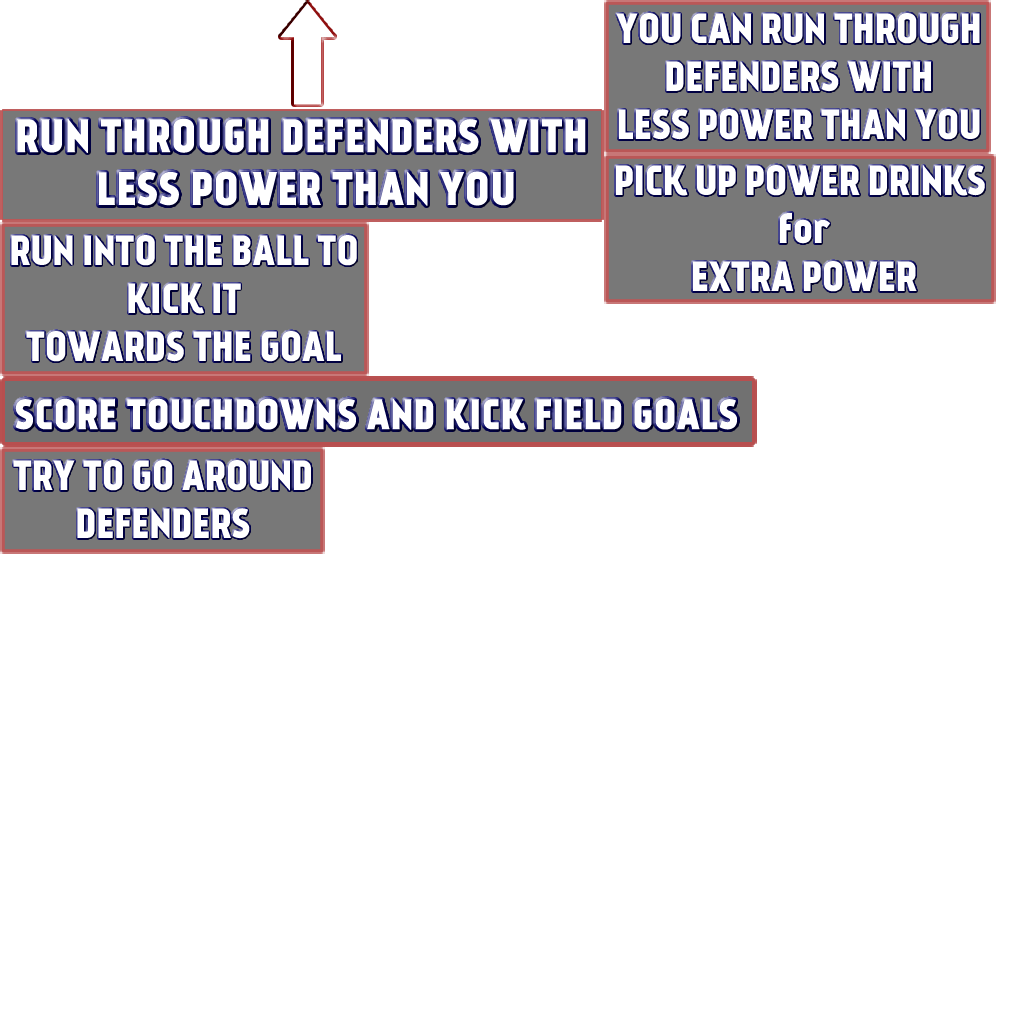 RUN THROUGH DEFENDERS WITH
LESS POWER THAN YOU
YOU CAN RUN THROUGH
DEFENDERS WITH
LESS POWER THAN YOU
PICK UP POWER DRINKS
for
EXTRA POWER
RUN INTO THE BALL TO
KICK IT
TOWARDS THE GOAL
SCORE TOUCHDOWNS AND KICK FIELD GOALS
TRY TO GO AROUND
DEFENDERS